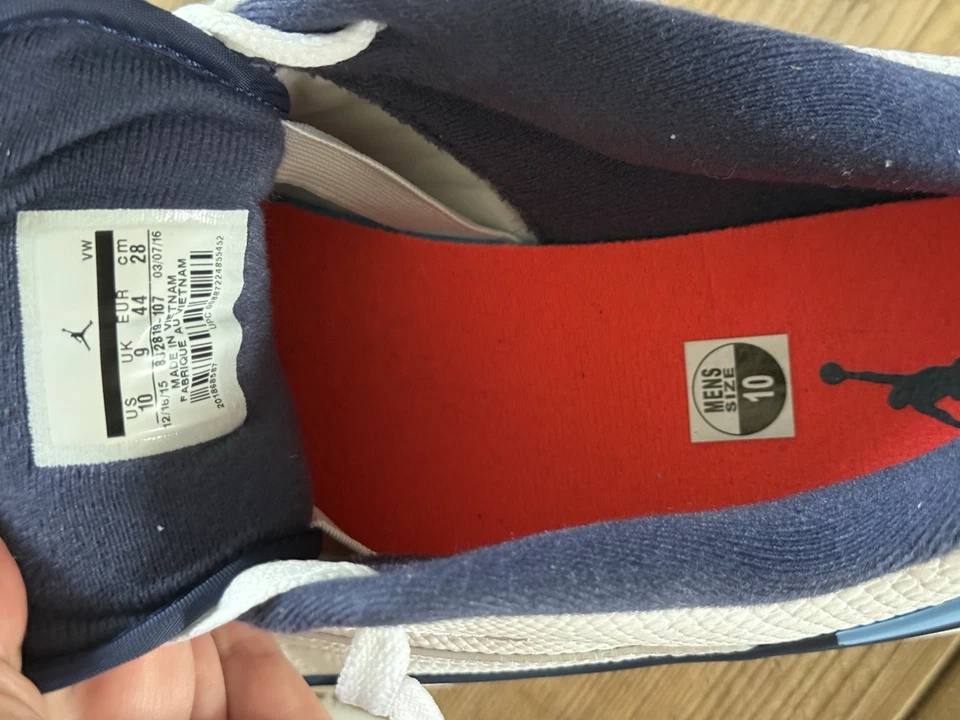 VW
US UK EUR cm
10 9 44 28
12/16/15 832819-107 03/07/16
MADE IN VIETNAM
FABRIQUE AU VIETNAM
MENS
SIZE
10